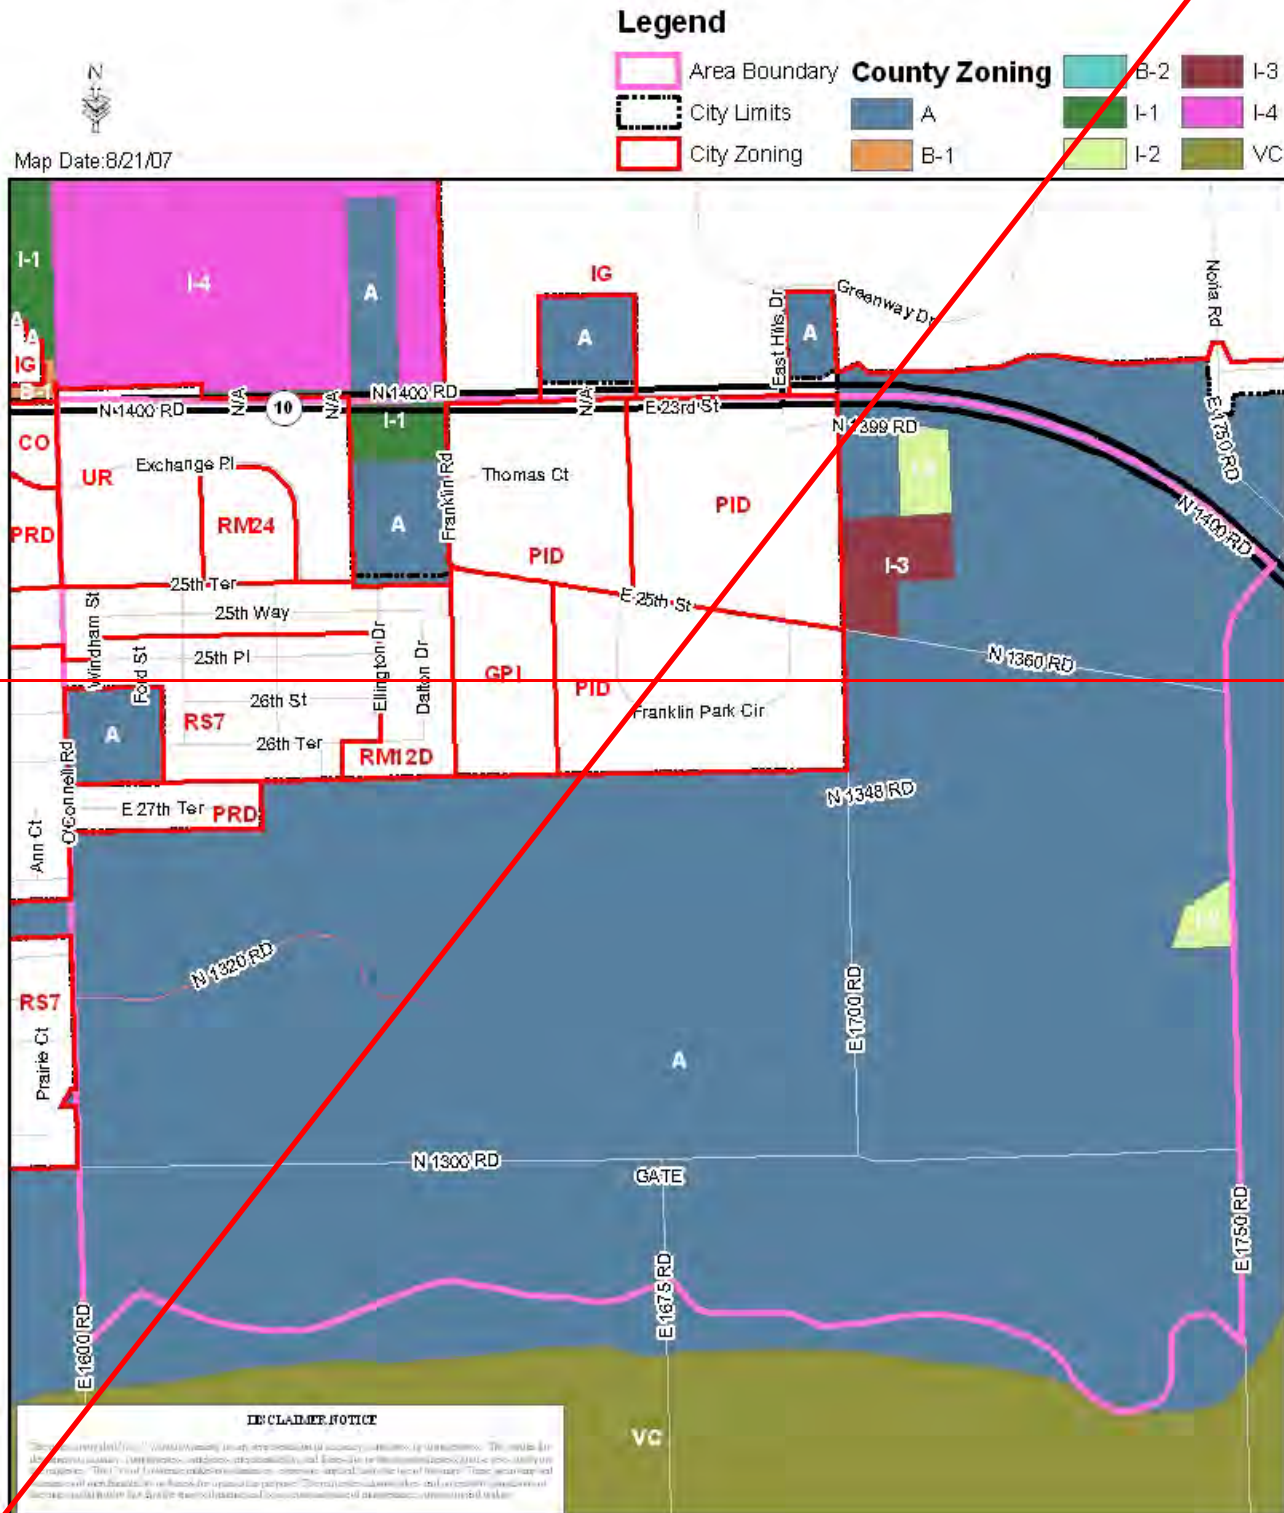 Legend
Area Boundary
City Limits
City Zoning
County Zoning
A
B-1
B-2
I-1
I-2
I-3
I-4
VC
N
Map Date:8/21/07
I-1
I-4
A
IG
A
East Hills Dr
A
Greenway Dr
Noria Rd
A
A
IG
B-1
N 1400 RD
N/A
10
N/A
N 1400 RD
N/A
E 23rd St
N 1399 RD
E 1750 RD
N 1400 RD
CO
UR
Exchange Pl
RM24
PRD
I-1
A
Franklin Rd
Thomas Ct
PID
PID
I-3
25th Ter
25th Way
E 25th St
Windham St
Ford St
25th Pl
Ellington Dr
Dalton Dr
N 1360 RD
GPI
PID
26th St
RS7
Franklin Park Cir
A
26th Ter
RM12D
O'Connell Rd
E 27th Ter
PRD
N 1348 RD
Ann Ct
N 1320 RD
RS7
Prairie Ct
E 1700 RD
A
N 1300 RD
GATE
E 1750 RD
E 1675 RD
E 1600 RD
VC
DISCLAIMER NOTICE